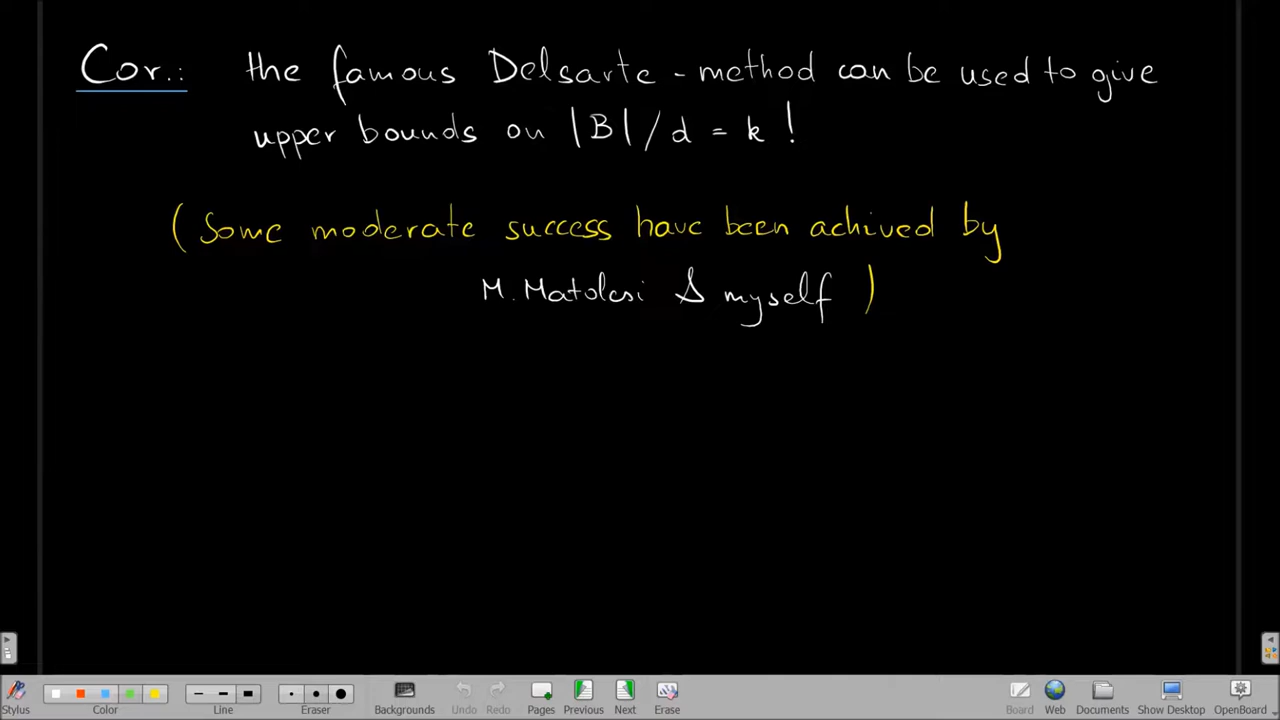 Cor.: the famous Delsarte - method can be used to give
upper bounds on |B| / d = k !
( Some moderate success have been achived by
M. Matolcsi & myself )
Stylus
Color
Line
Eraser
Backgrounds
Undo
Redo
Pages
Previous
Next
Erase
Board
Web
Documents
Show Desktop
OpenBoard